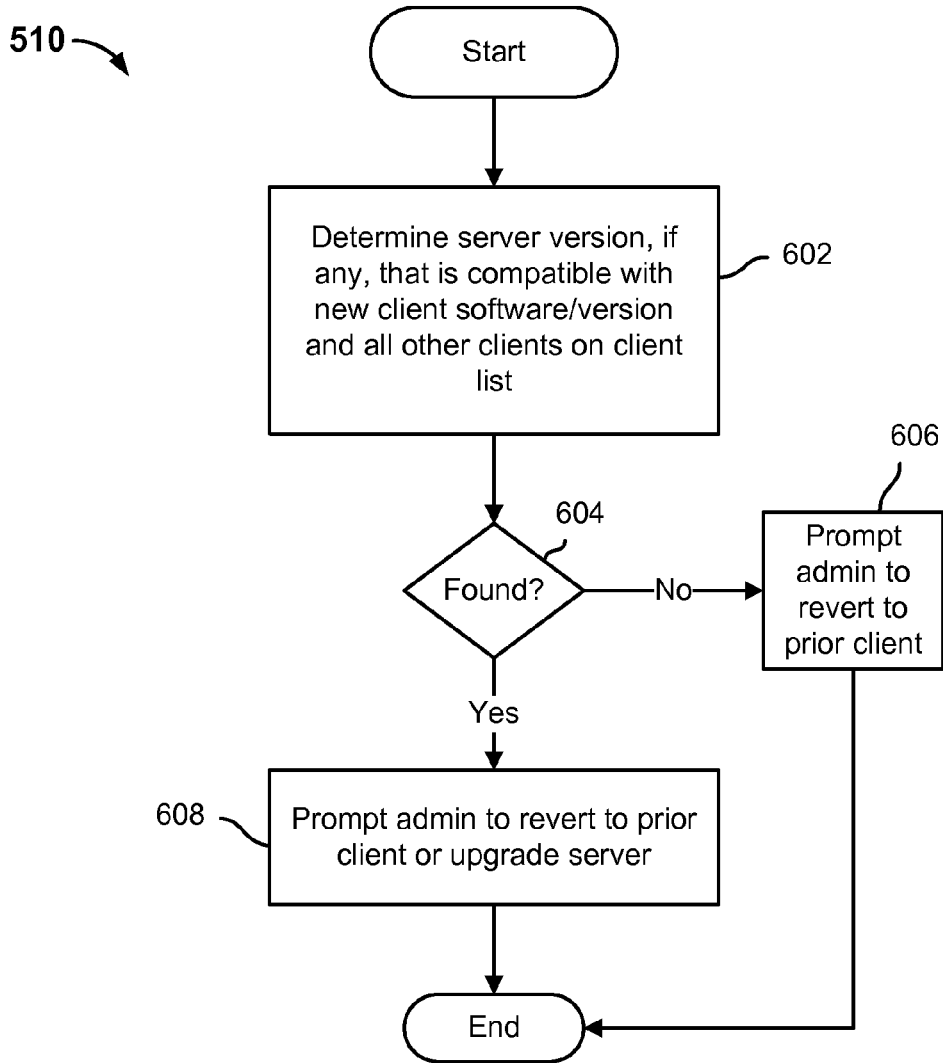 510
Start
Determine server version, if
any, that is compatible with
new client software/version
and all other clients on client
list
602
606
604
Found?
No
Prompt
admin to
revert to
prior client
Yes
608
Prompt admin to revert to prior
client or upgrade server
End